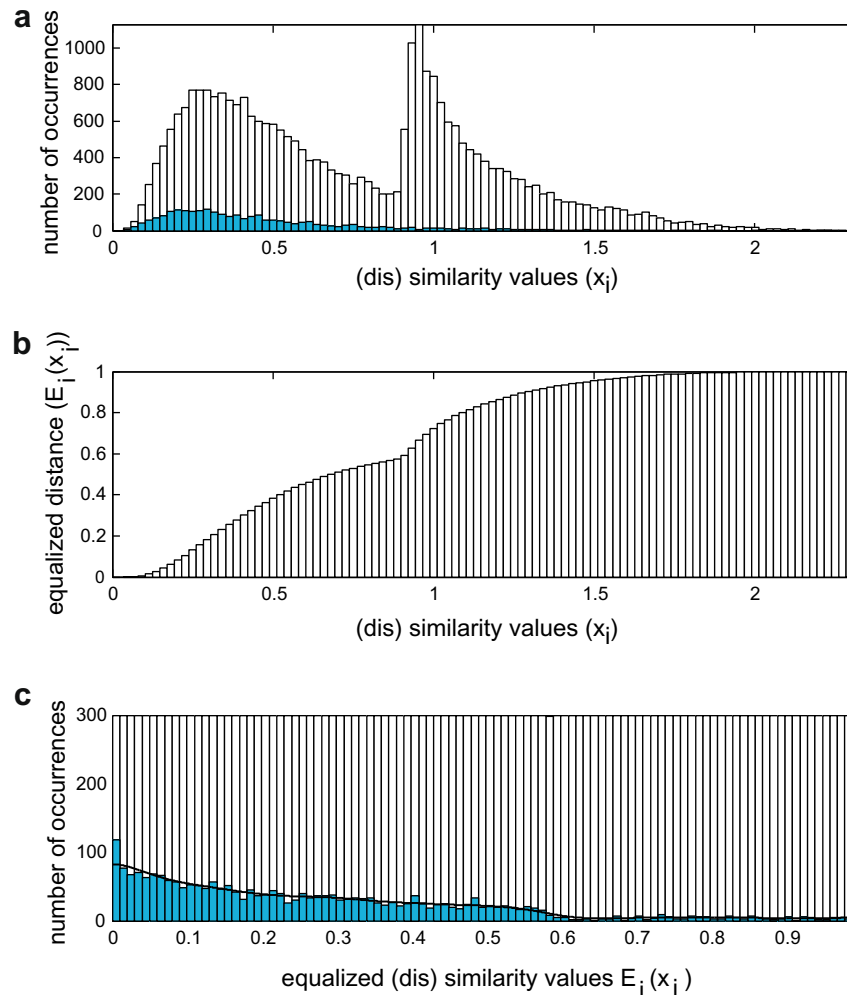 a
number of occurrences
1000
800
600
400
200
0
0 0.5 1 1.5 2
(dis) similarity values (x_i)
b
equalized distance (E_i(x_i))
1
0.8
0.6
0.4
0.2
0
0 0.5 1 1.5 2
(dis) similarity values (x_i)
c
number of occurrences
300
200
100
0
0 0.1 0.2 0.3 0.4 0.5 0.6 0.7 0.8 0.9
equalized (dis) similarity values E_i(x_i)